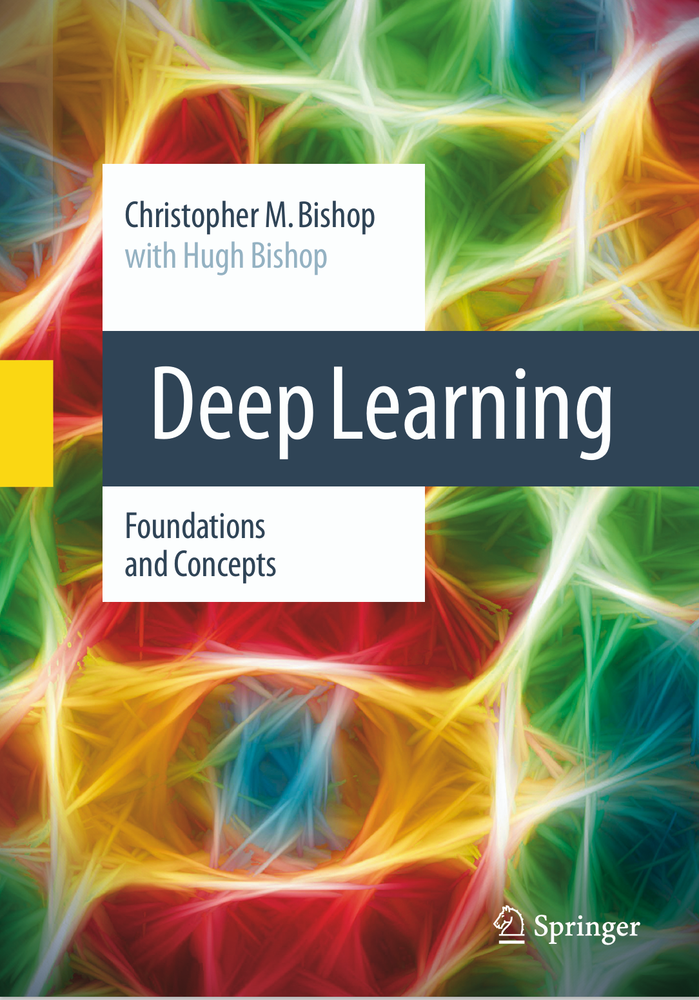 Christopher M. Bishop
with Hugh Bishop
Deep Learning
Foundations
and Concepts
Springer